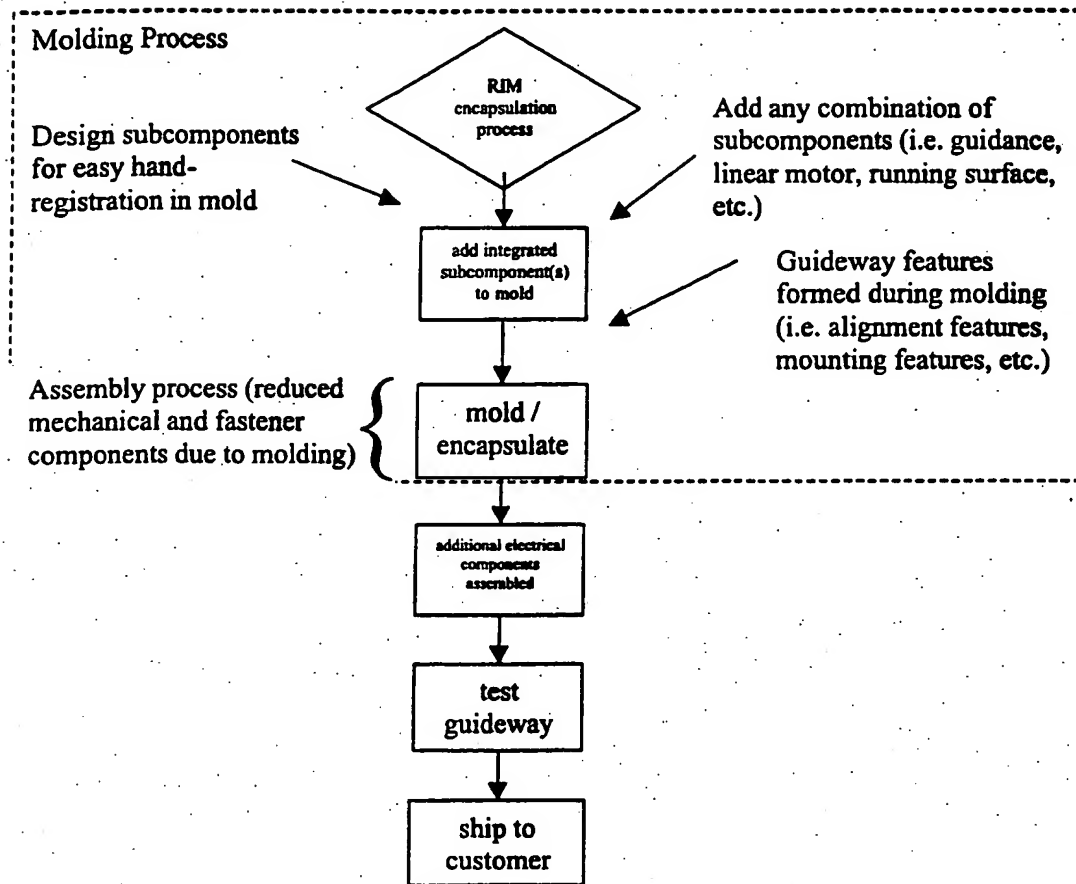 Molding Process
RIM
encapsulation
process
Design subcomponents
for easy hand-
registration in mold
Add any combination of
subcomponents (i.e. guidance,
linear motor, running surface,
etc.)
add integrated
subcomponent(s)
to mold
Guideway features
formed during molding
(i.e. alignment features,
mounting features, etc.)
Assembly process (reduced
mechanical and fastener
components due to molding)
mold /
encapsulate
additional electrical
components
assembled
test
guideway
ship to
customer